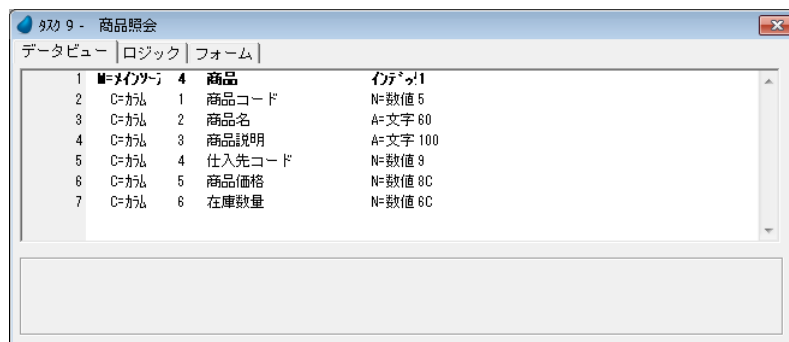 ﾀｽｸ 9 - 商品照会
データビュー ロジック フォーム
1 M=ﾒｲﾝｿｰｽ 4 商品 ｲﾝﾃﾞｯｸ 1
2 C=ｶﾗﾑ 1 商品コード N=数値 5
3 C=ｶﾗﾑ 2 商品名 A=文字 60
4 C=ｶﾗﾑ 3 商品説明 A=文字 100
5 C=ｶﾗﾑ 4 仕入先コード N=数値 9
6 C=ｶﾗﾑ 5 商品価格 N=数値 8C
7 C=ｶﾗﾑ 6 在庫数量 N=数値 6C